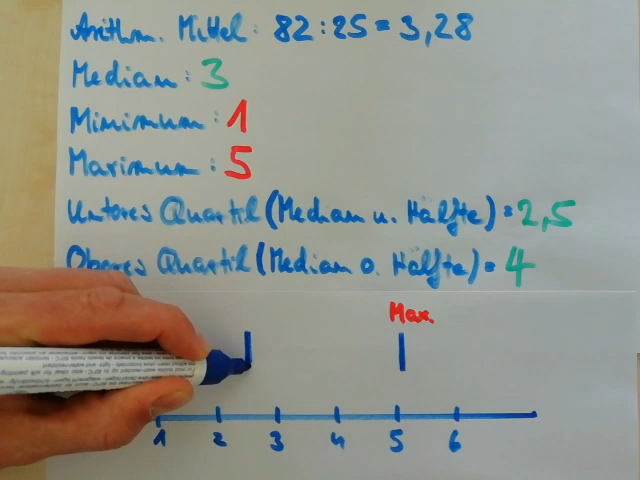 Arithm. Mittel: 82:25=3,28
Median: 3
Minimum: 1
Maximum: 5
Unteres Quartil (Median u. Hälfte)=2,5
Oberes Quartil (Median o. Hälfte)=4
Max.
1 2 3 4 5 6